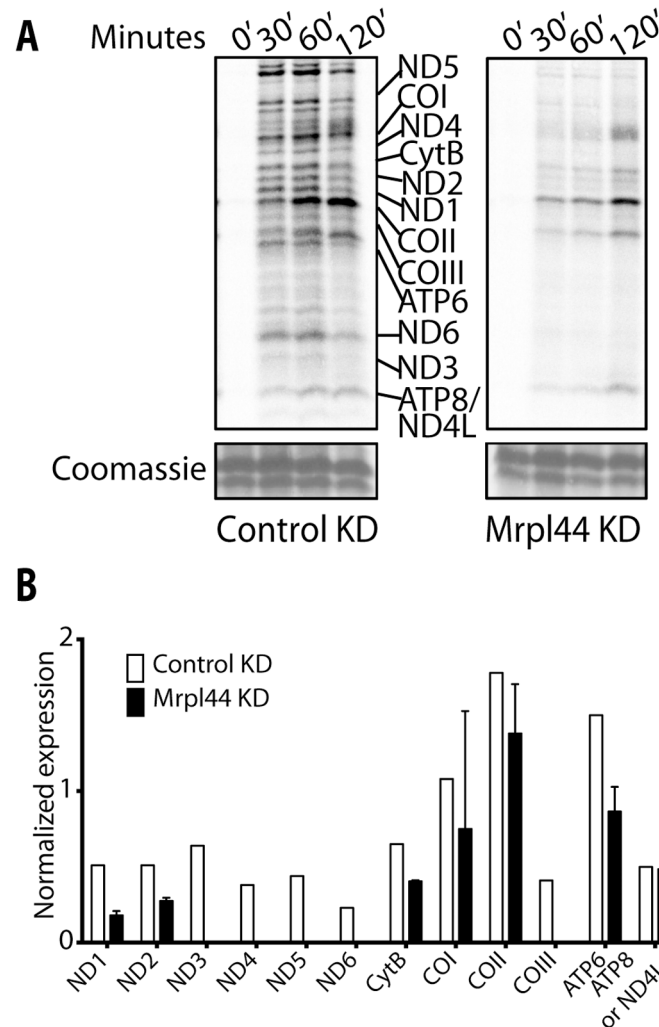 A
Minutes 0' 30' 60' 120' 0' 30' 60' 120'
ND5
COI
ND4
CytB
ND2
ND1
COII
COIII
ATP6
ND6
ND3
ATP8/
ND4L
Coomassie
Control KD Mrpl44 KD
B
2
Control KD
Mrpl44 KD
Normalized expression
1
0
ND1 ND2 ND3 ND4 ND5 ND6 CytB COI COII COIII ATP6 ATP8
or ND4L